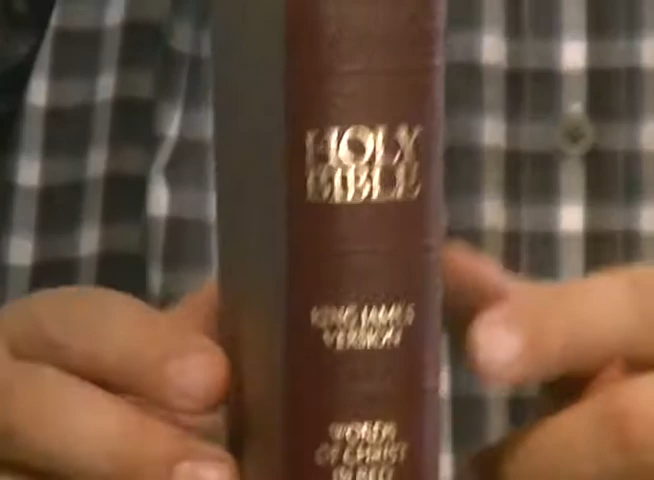 HOLY
BIBLE
KING JAMES
VERSION
WORDS
OF CHRIST
IN RED